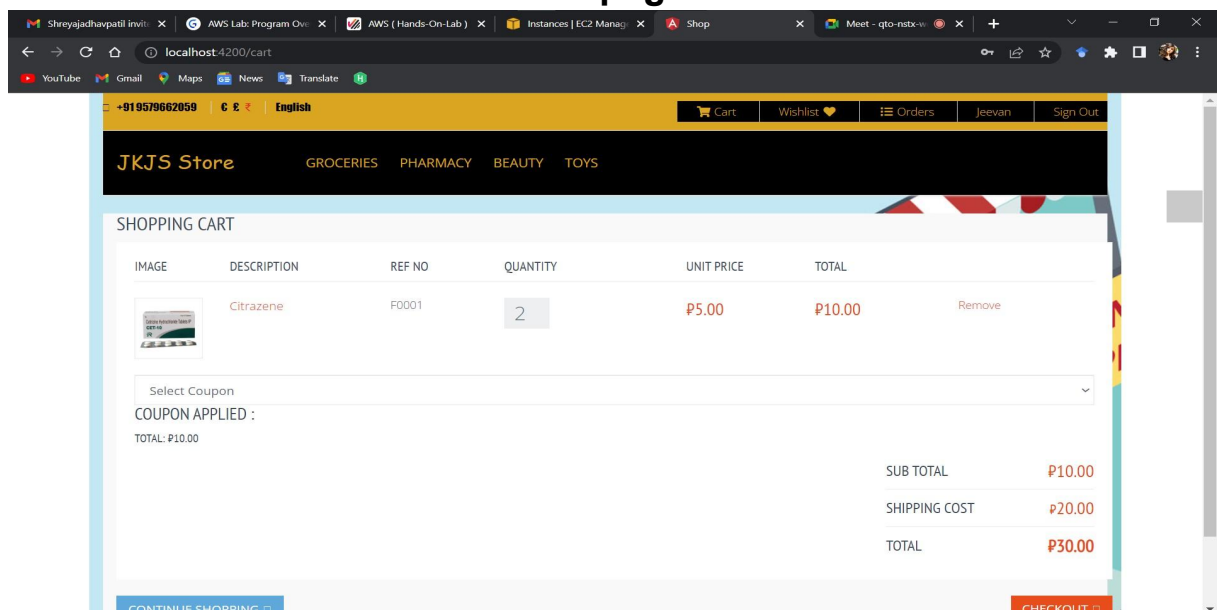 Shreyajadhavpatil invite
AWS Lab: Program Ove
AWS ( Hands-On-Lab )
Instances | EC2 Manag
Shop
Meet - qto-nstx-w
localhost:4200/cart
YouTube Gmail Maps News Translate
+91 9579662059 € £ ₹ English
Cart Wishlist Orders Jeevan Sign Out
JKJS Store GROCERIES PHARMACY BEAUTY TOYS
SHOPPING CART
IMAGE DESCRIPTION REF NO QUANTITY UNIT PRICE TOTAL
Citrazene F0001 2 ₽5.00 ₽10.00 Remove
Select Coupon
COUPON APPLIED :
TOTAL: ₽10.00
SUB TOTAL ₽10.00
SHIPPING COST ₽20.00
TOTAL ₽30.00
CONTINUE SHOPPING CHECKOUT